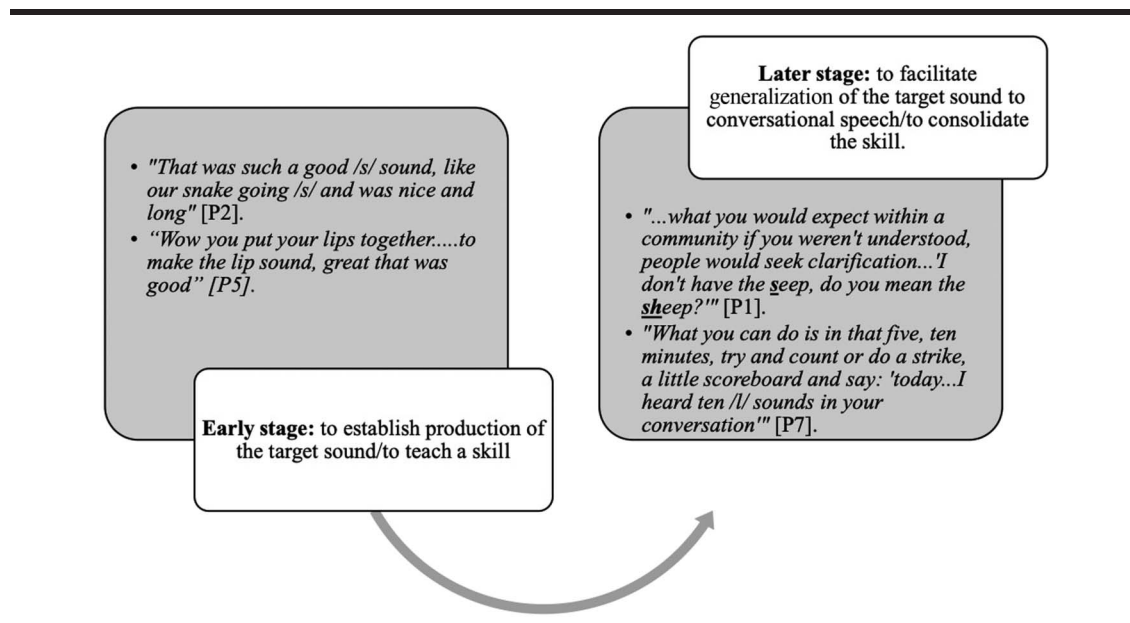 • "That was such a good /s/ sound, like
our snake going /s/ and was nice and
long" [P2].
• “Wow you put your lips together.....to
make the lip sound, great that was
good” [P5].
Early stage: to establish production of
the target sound/to teach a skill
Later stage: to facilitate
generalization of the target sound to
conversational speech/to consolidate
the skill.
• "...what you would expect within a
community if you weren't understood,
people would seek clarification...'I
don't have the seep, do you mean the
sheep?'" [P1].
• "What you can do is in that five, ten
minutes, try and count or do a strike,
a little scoreboard and say: 'today...I
heard ten /l/ sounds in your
conversation'" [P7].